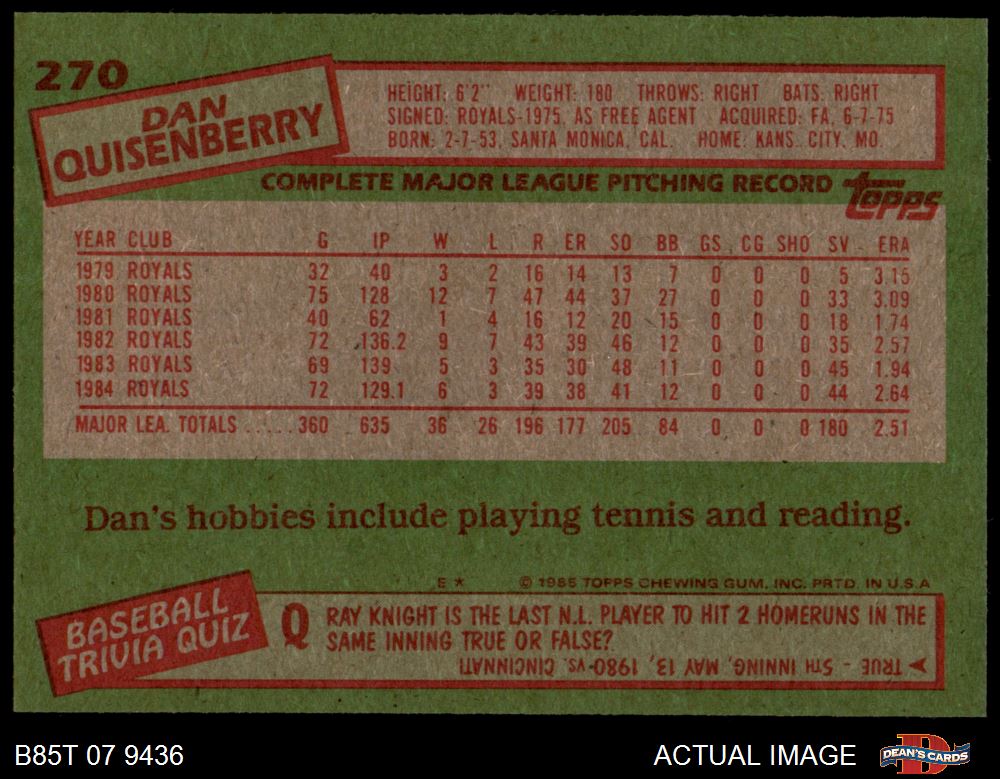 270
DAN
QUISENBERRY
HEIGHT: 6'2" WEIGHT: 180 THROWS: RIGHT BATS: RIGHT
SIGNED: ROYALS-1975, AS FREE AGENT ACQUIRED: FA, 6-7-75
BORN: 2-7-53, SANTA MONICA, CAL. HOME: KANS. CITY, MO.
COMPLETE MAJOR LEAGUE PITCHING RECORD topps
YEAR CLUB G IP W L R ER SO BB GS CG SHO SV ERA
1979 ROYALS 32 40 3 2 16 14 13 7 0 0 0 5 3.15
1980 ROYALS 75 128 12 7 47 44 37 27 0 0 0 33 3.09
1981 ROYALS 40 62 1 4 16 12 20 15 0 0 0 18 1.74
1982 ROYALS 72 136.2 9 7 43 39 46 12 0 0 0 35 2.57
1983 ROYALS 69 139 5 3 35 30 48 11 0 0 0 45 1.94
1984 ROYALS 72 129.1 6 3 39 38 41 12 0 0 0 44 2.64
MAJOR LEA. TOTALS ..... 360 635 36 26 196 177 205 84 0 0 0 180 2.51
Dan's hobbies include playing tennis and reading.
E * © 1985 TOPPS CHEWING GUM, INC. PRTD. IN U.S.A
BASEBALL
TRIVIA QUIZ
Q RAY KNIGHT IS THE LAST N.L. PLAYER TO HIT 2 HOMERUNS IN THE
SAME INNING TRUE OR FALSE?
TRUE - 5TH INNING, MAY 13, 1980-VS. CINCINNATI
B85T 07 9436
ACTUAL IMAGE
D
DEAN'S CARDS